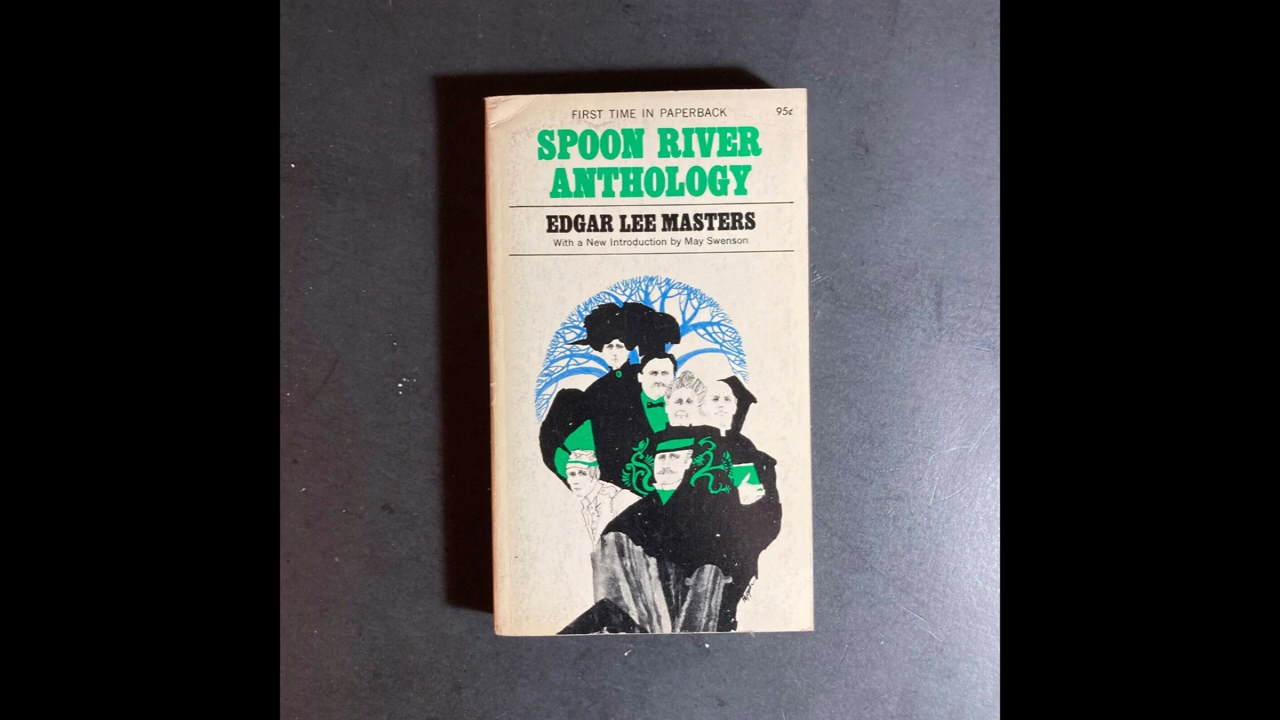 FIRST TIME IN PAPERBACK 95¢
SPOON RIVER
ANTHOLOGY
EDGAR LEE MASTERS
With a New Introduction by May Swenson